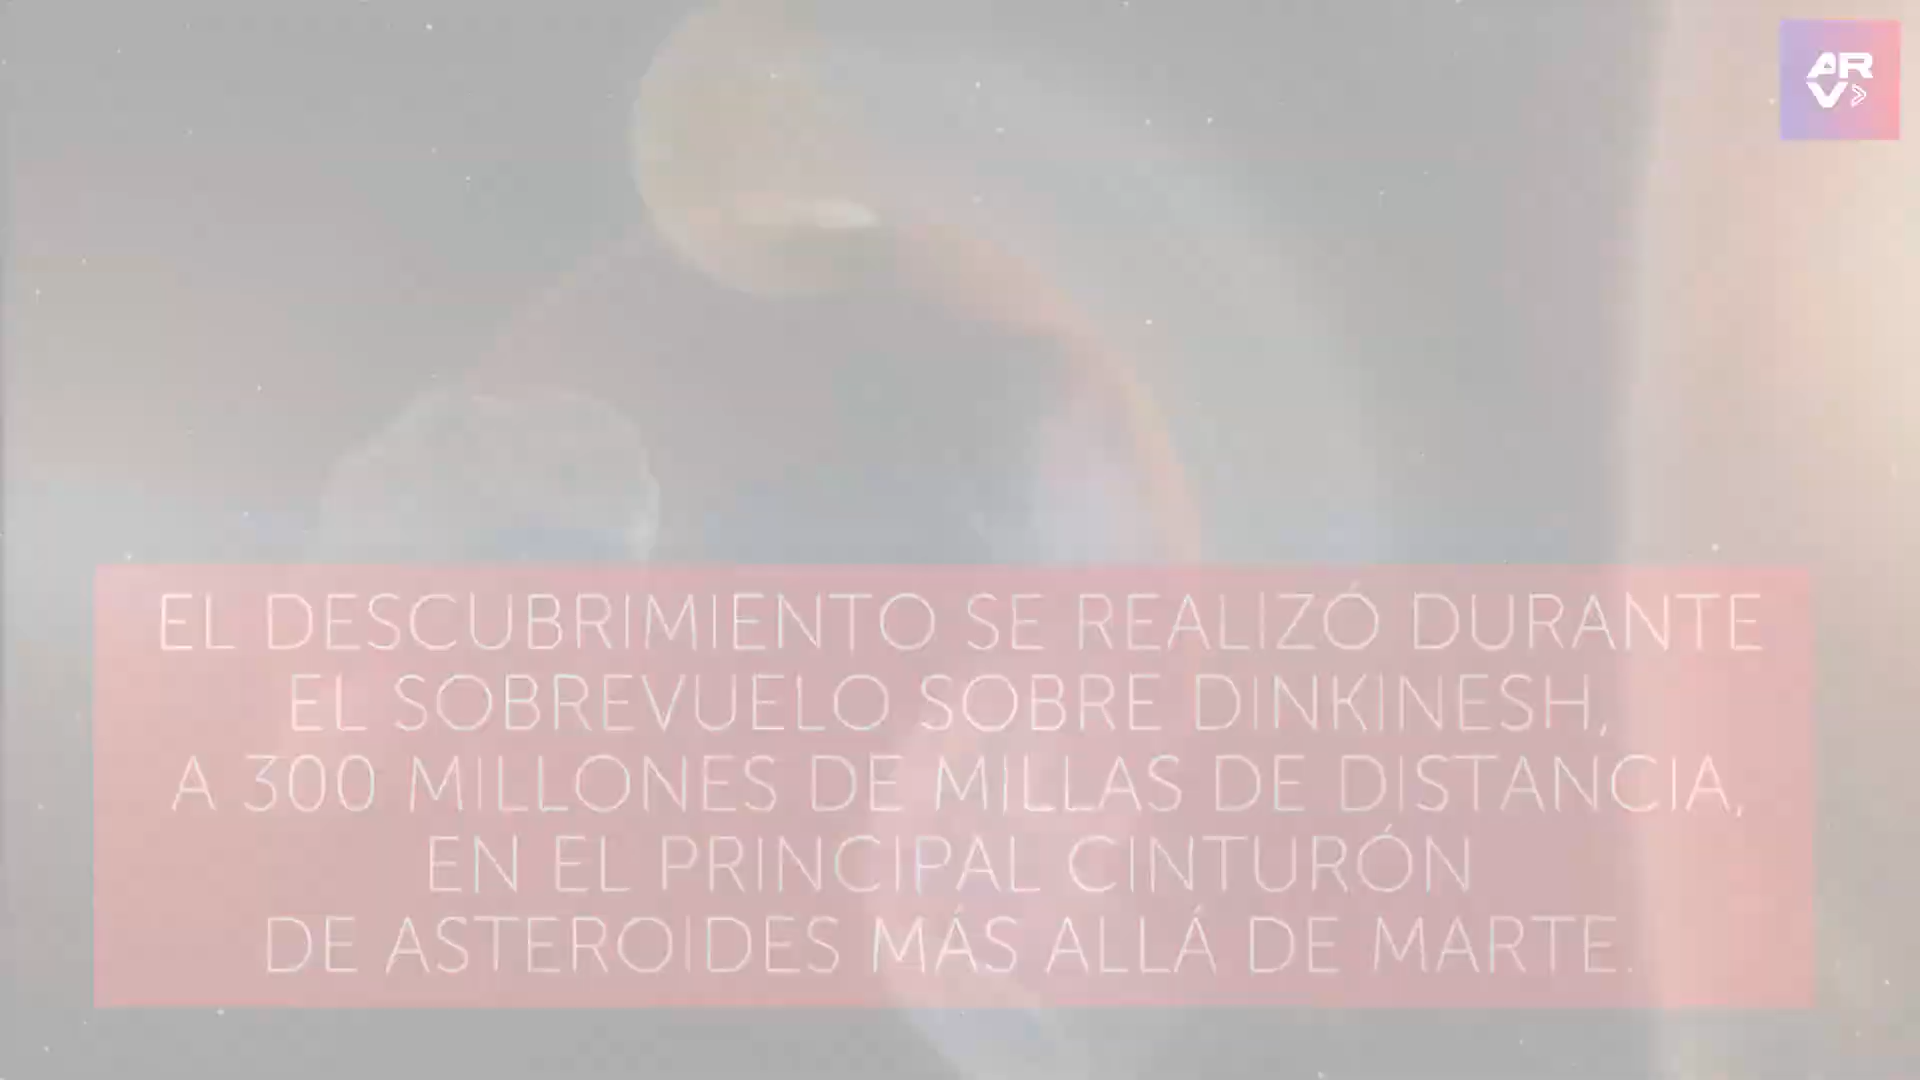 AR
V
EL DESCUBRIMIENTO SE REALIZÓ DURANTE
EL SOBREVUELO SOBRE DINKINESH,
A 300 MILLONES DE MILLAS DE DISTANCIA,
EN EL PRINCIPAL CINTURÓN
DE ASTEROIDES MÁS ALLÁ DE MARTE.